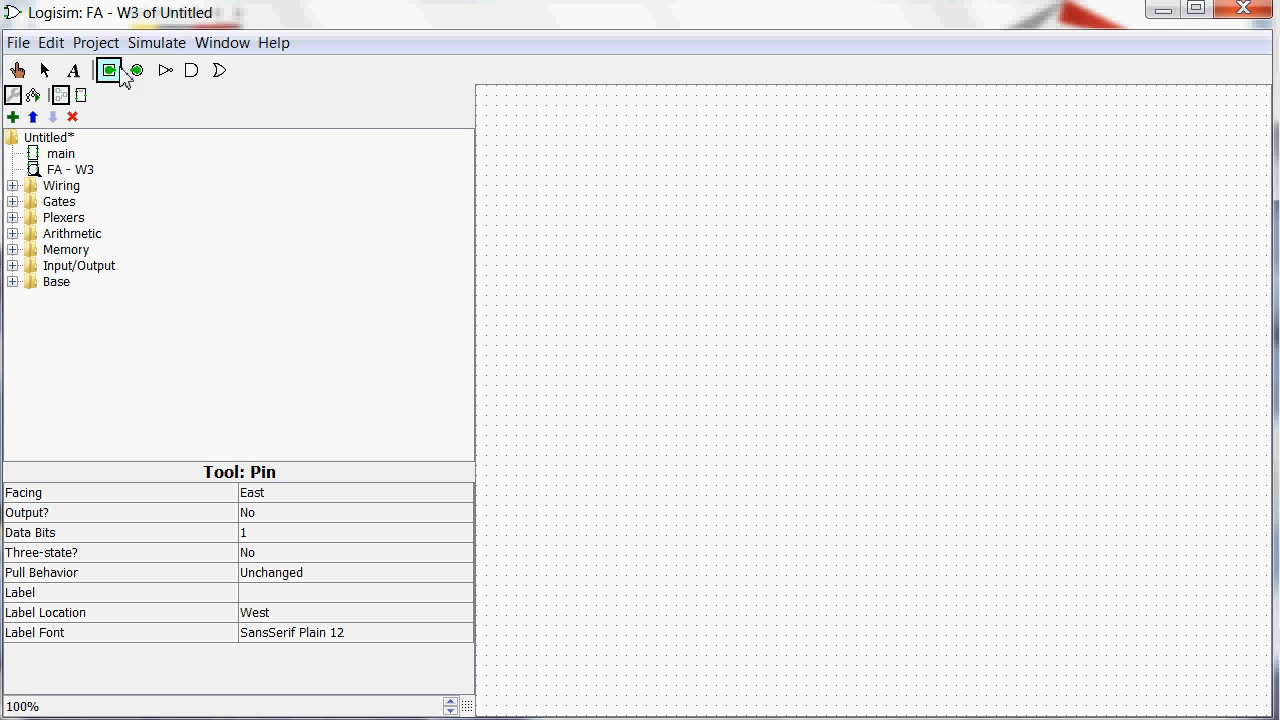 Logisim: FA - W3 of Untitled
File Edit Project Simulate Window Help
A
Untitled*
main
FA - W3
Wiring
Gates
Plexers
Arithmetic
Memory
Input/Output
Base
Tool: Pin
Facing East
Output? No
Data Bits 1
Three-state? No
Pull Behavior Unchanged
Label
Label Location West
Label Font SansSerif Plain 12
100%